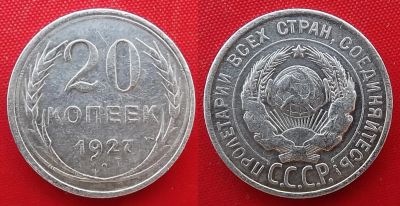 20
КОПЕЕК
1927
ПРОЛЕТАРИИ ВСЕХ СТРАН, СОЕДИНЯЙТЕСЬ!
С.С.С.Р.